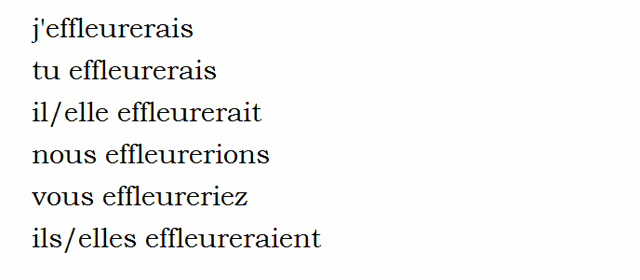 j'effleurerais
tu effleurerais
il/elle effleurerait
nous effleurerions
vous effleureriez
ils/elles effleureraient